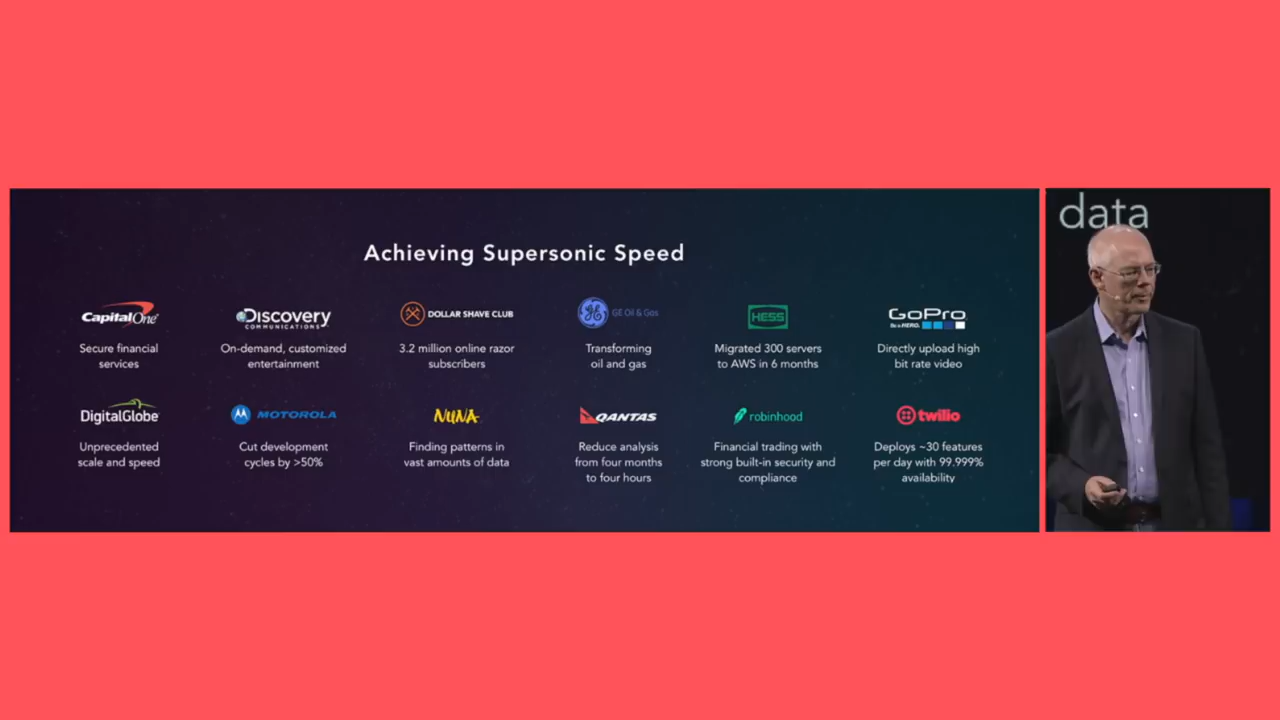 Achieving Supersonic Speed
CapitalOne
Secure financial
services
Discovery
COMMUNICATIONS
On-demand, customized
entertainment
DOLLAR SHAVE CLUB
3.2 million online razor
subscribers
GE Oil & Gas
Transforming
oil and gas
HESS
Migrated 300 servers
to AWS in 6 months
GoPro
Be a HERO.
Directly upload high
bit rate video
DigitalGlobe
Unprecedented
scale and speed
MOTOROLA
Cut development
cycles by >50%
NUNA
Finding patterns in
vast amounts of data
QANTAS
Reduce analysis
from four months
to four hours
robinhood
Financial trading with
strong built-in security and
compliance
twilio
Deploys ~30 features
per day with 99.999%
availability
data